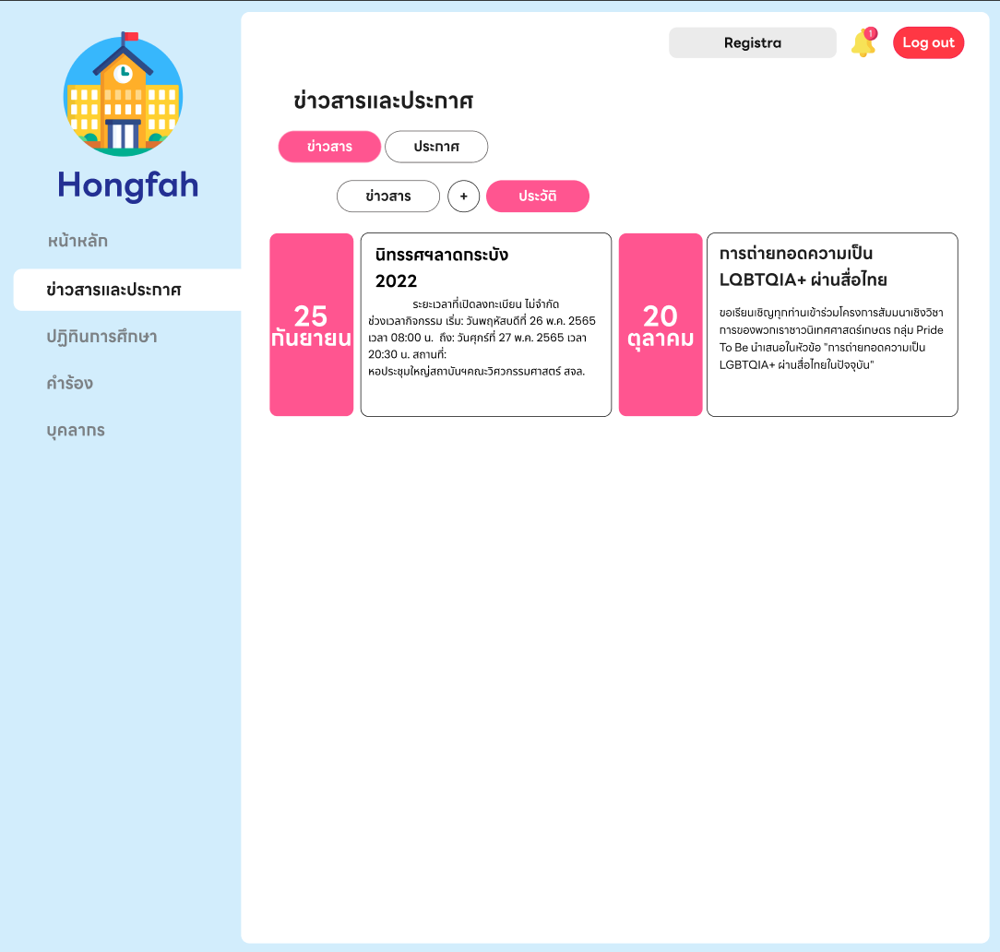 Registra
1
Log out
Hongfah
หน้าหลัก
ข่าวสารและประกาศ
ปฏิทินการศึกษา
คำร้อง
บุคลากร
ข่าวสารและประกาศ
ข่าวสาร
ประกาศ
ข่าวสาร
+
ประวัติ
25
กันยายน
นิทรรศฯลาดกระบัง
2022
ระยะเวลาที่เปิดลงทะเบียน ไม่จำกัด
ช่วงเวลากิจกรรม เริ่ม: วันพฤหัสบดีที่ 26 พ.ค. 2565
เวลา 08:00 น. ถึง: วันศุกร์ที่ 27 พ.ค. 2565 เวลา
20:30 น. สถานที่:
หอประชุมใหญ่สถาบันฯคณะวิศวกรรมศาสตร์ สจล.
20
ตุลาคม
การถ่ายทอดความเป็น
LQBTQIA+ ผ่านสื่อไทย
ขอเรียนเชิญทุกท่านเข้าร่วมโครงการสัมมนาเชิงวิชา
การของพวกเราชาวนิเทศศาสตร์เกษตร กลุ่ม Pride
To Be นำเสนอในหัวข้อ "การถ่ายทอดความเป็น
LGBTQIA+ ผ่านสื่อไทยในปัจจุบัน"